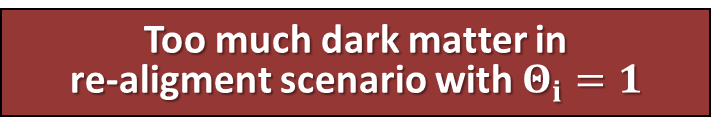 Too much dark matter in
re-aligment scenario with Θᵢ = 1